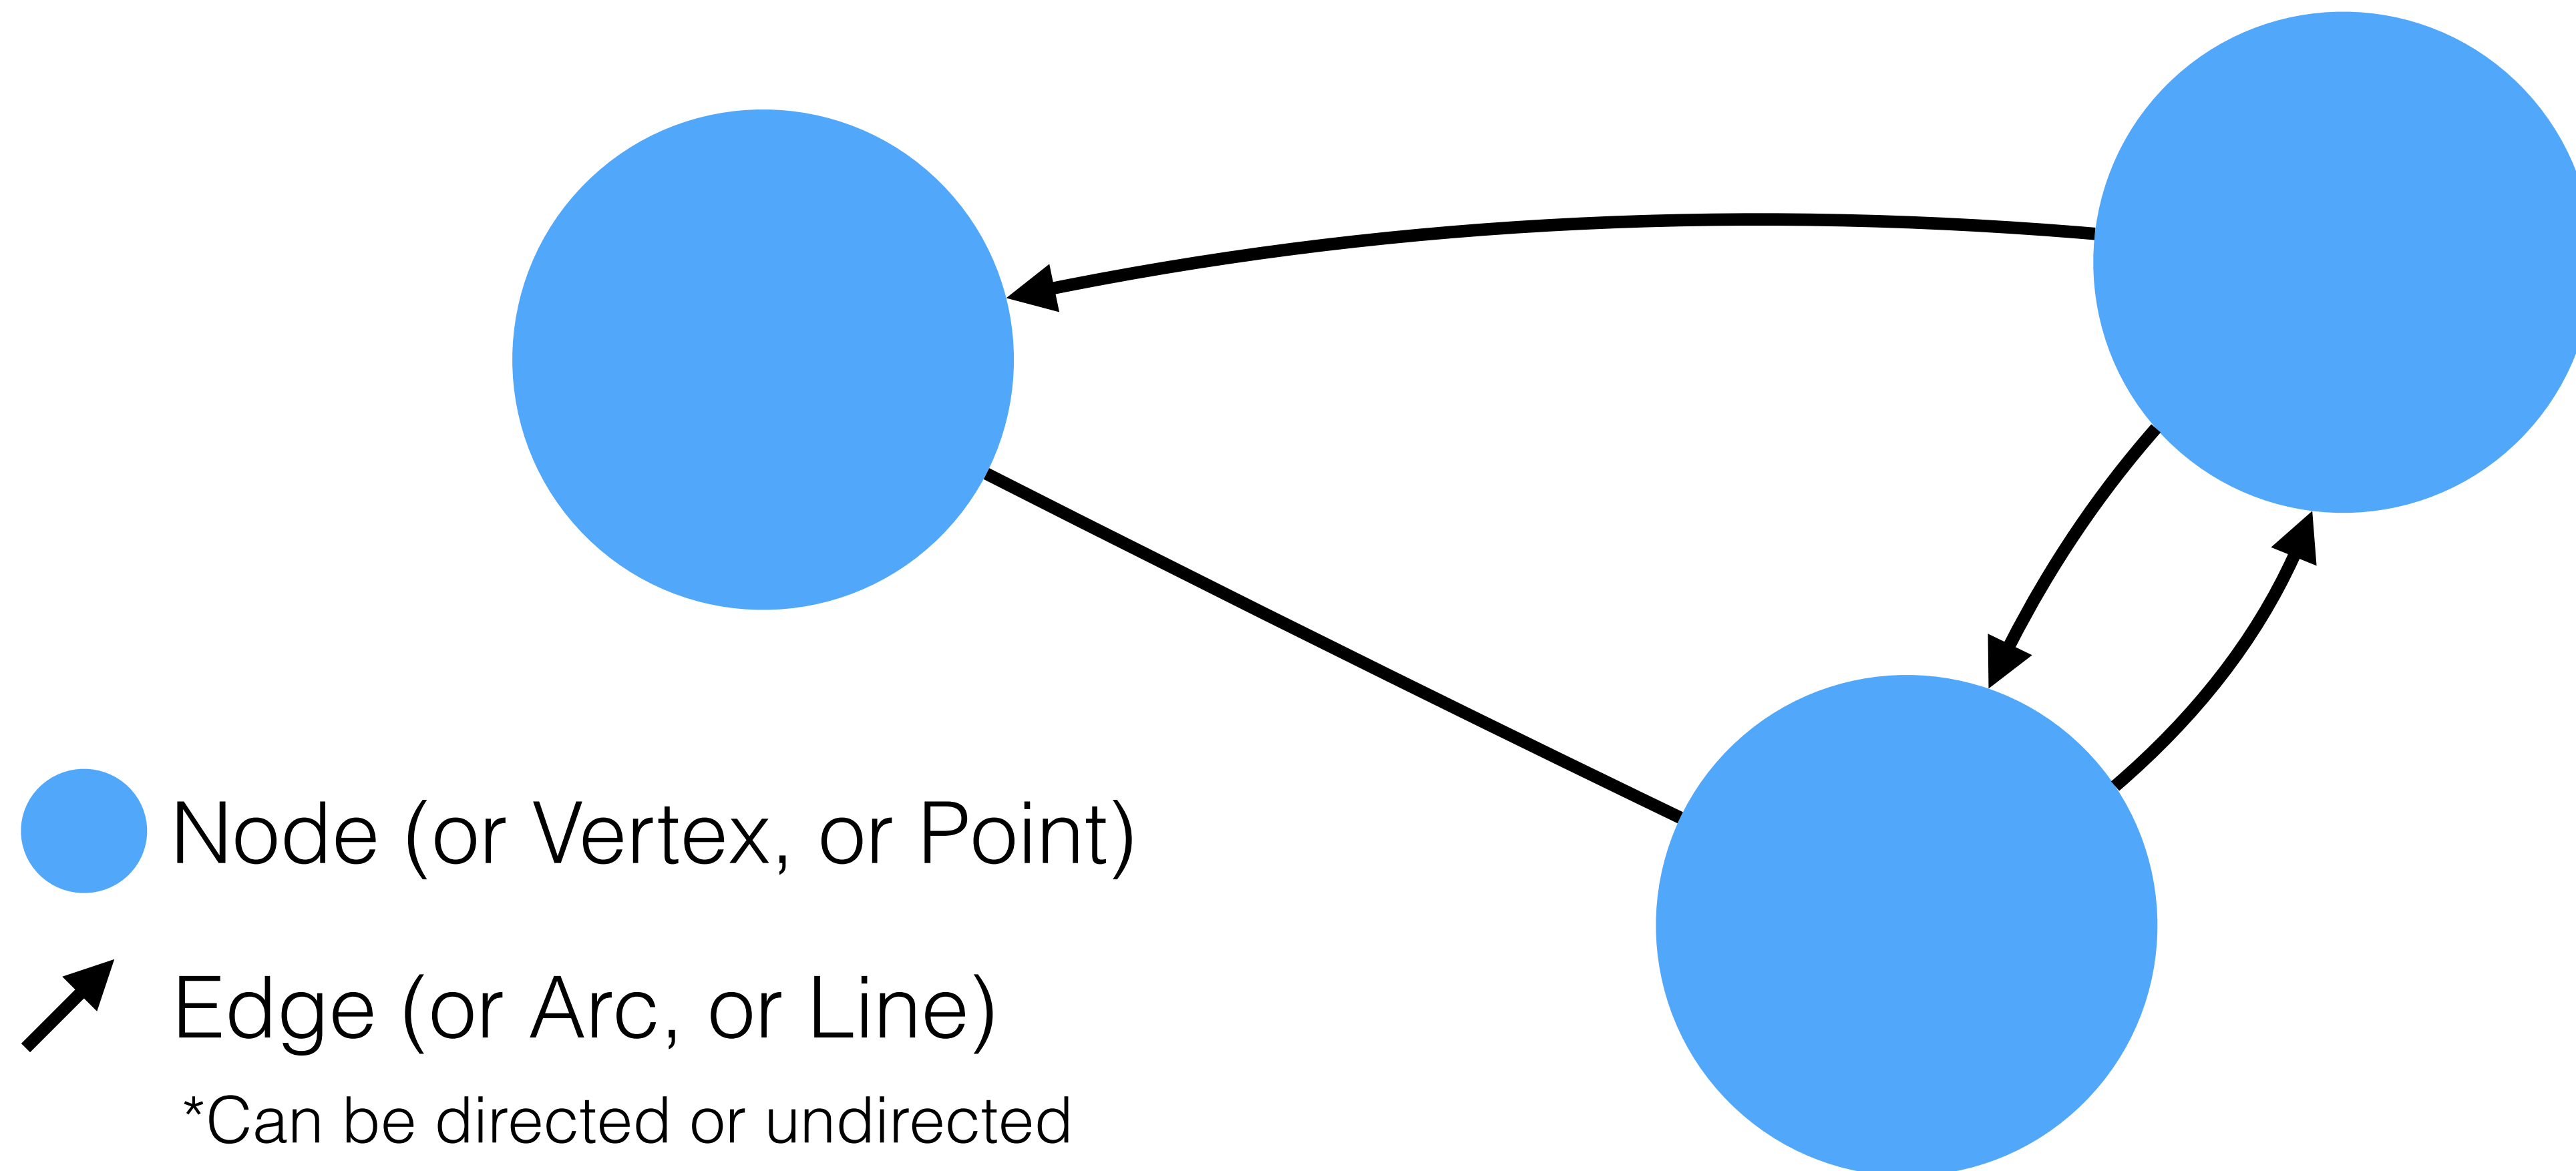 Node (or Vertex, or Point)
Edge (or Arc, or Line)
*Can be directed or undirected